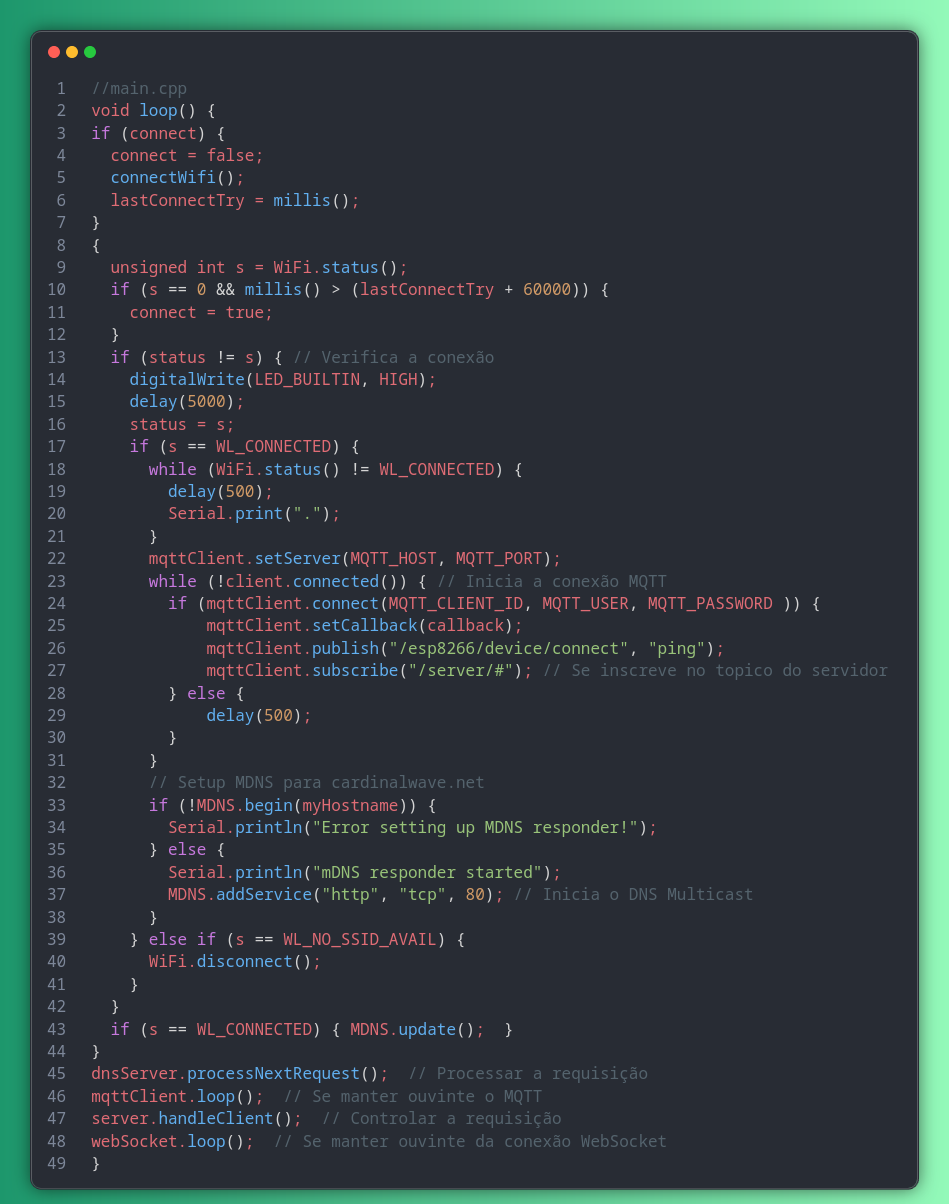 1 //main.cpp
2 void loop() {
3 if (connect) {
4   connect = false;
5   connectWifi();
6   lastConnectTry = millis();
7 }
8 {
9   unsigned int s = WiFi.status();
10   if (s == 0 && millis() > (lastConnectTry + 60000)) {
11     connect = true;
12   }
13   if (status != s) { // Verifica a conexão
14     digitalWrite(LED_BUILTIN, HIGH);
15     delay(5000);
16     status = s;
17     if (s == WL_CONNECTED) {
18       while (WiFi.status() != WL_CONNECTED) {
19         delay(500);
20         Serial.print(".");
21       }
22       mqttClient.setServer(MQTT_HOST, MQTT_PORT);
23       while (!client.connected()) { // Inicia a conexão MQTT
24         if (mqttClient.connect(MQTT_CLIENT_ID, MQTT_USER, MQTT_PASSWORD )) {
25             mqttClient.setCallback(callback);
26             mqttClient.publish("/esp8266/device/connect", "ping");
27             mqttClient.subscribe("/server/#"); // Se inscreve no topico do servidor
28         } else {
29             delay(500);
30         }
31       }
32       // Setup MDNS para cardinalwave.net
33       if (!MDNS.begin(myHostname)) {
34         Serial.println("Error setting up MDNS responder!");
35       } else {
36         Serial.println("mDNS responder started");
37         MDNS.addService("http", "tcp", 80); // Inicia o DNS Multicast
38       }
39     } else if (s == WL_NO_SSID_AVAIL) {
40       WiFi.disconnect();
41     }
42   }
43   if (s == WL_CONNECTED) { MDNS.update();  }
44 }
45 dnsServer.processNextRequest();  // Processar a requisição
46 mqttClient.loop();  // Se manter ouvinte o MQTT
47 server.handleClient();  // Controlar a requisição
48 webSocket.loop();  // Se manter ouvinte da conexão WebSocket
49 }